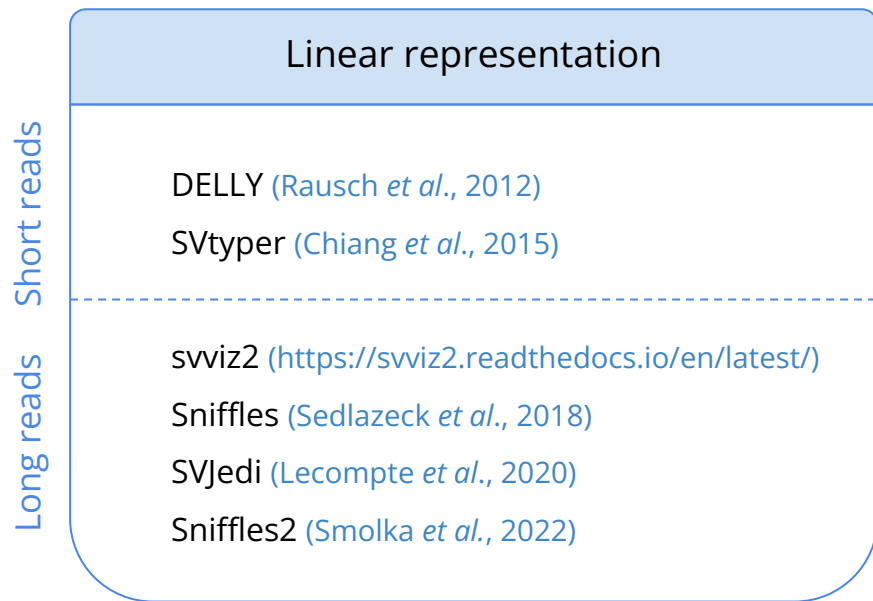 Linear representation
Short reads
DELLY (Rausch et al., 2012)
SVtyper (Chiang et al., 2015)
Long reads
svviz2 (https://svviz2.readthedocs.io/en/latest/)
Sniffles (Sedlazeck et al., 2018)
SVJedi (Lecompte et al., 2020)
Sniffles2 (Smolka et al., 2022)